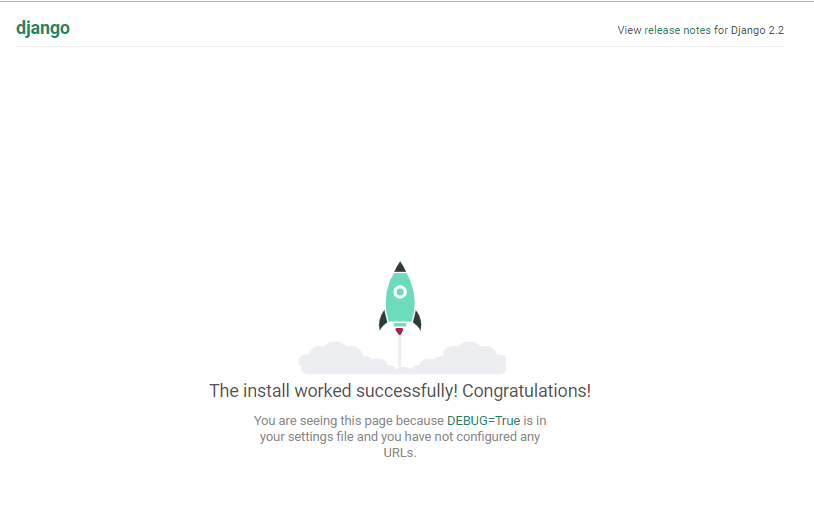 django
View release notes for Django 2.2
The install worked successfully! Congratulations!
You are seeing this page because DEBUG=True is in
your settings file and you have not configured any
URLs.